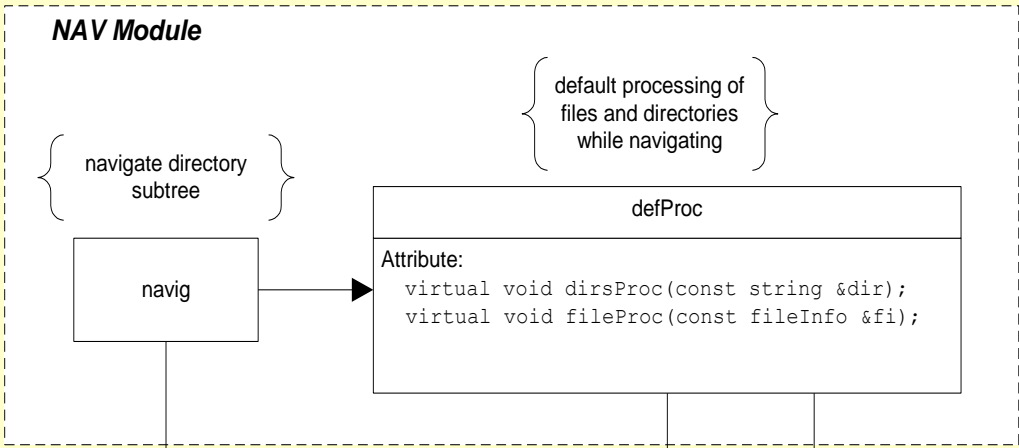 NAV Module
default processing of
files and directories
while navigating
navigate directory
subtree
defProc
navig
Attribute:
virtual void dirsProc(const string &dir);
virtual void fileProc(const fileInfo &fi);